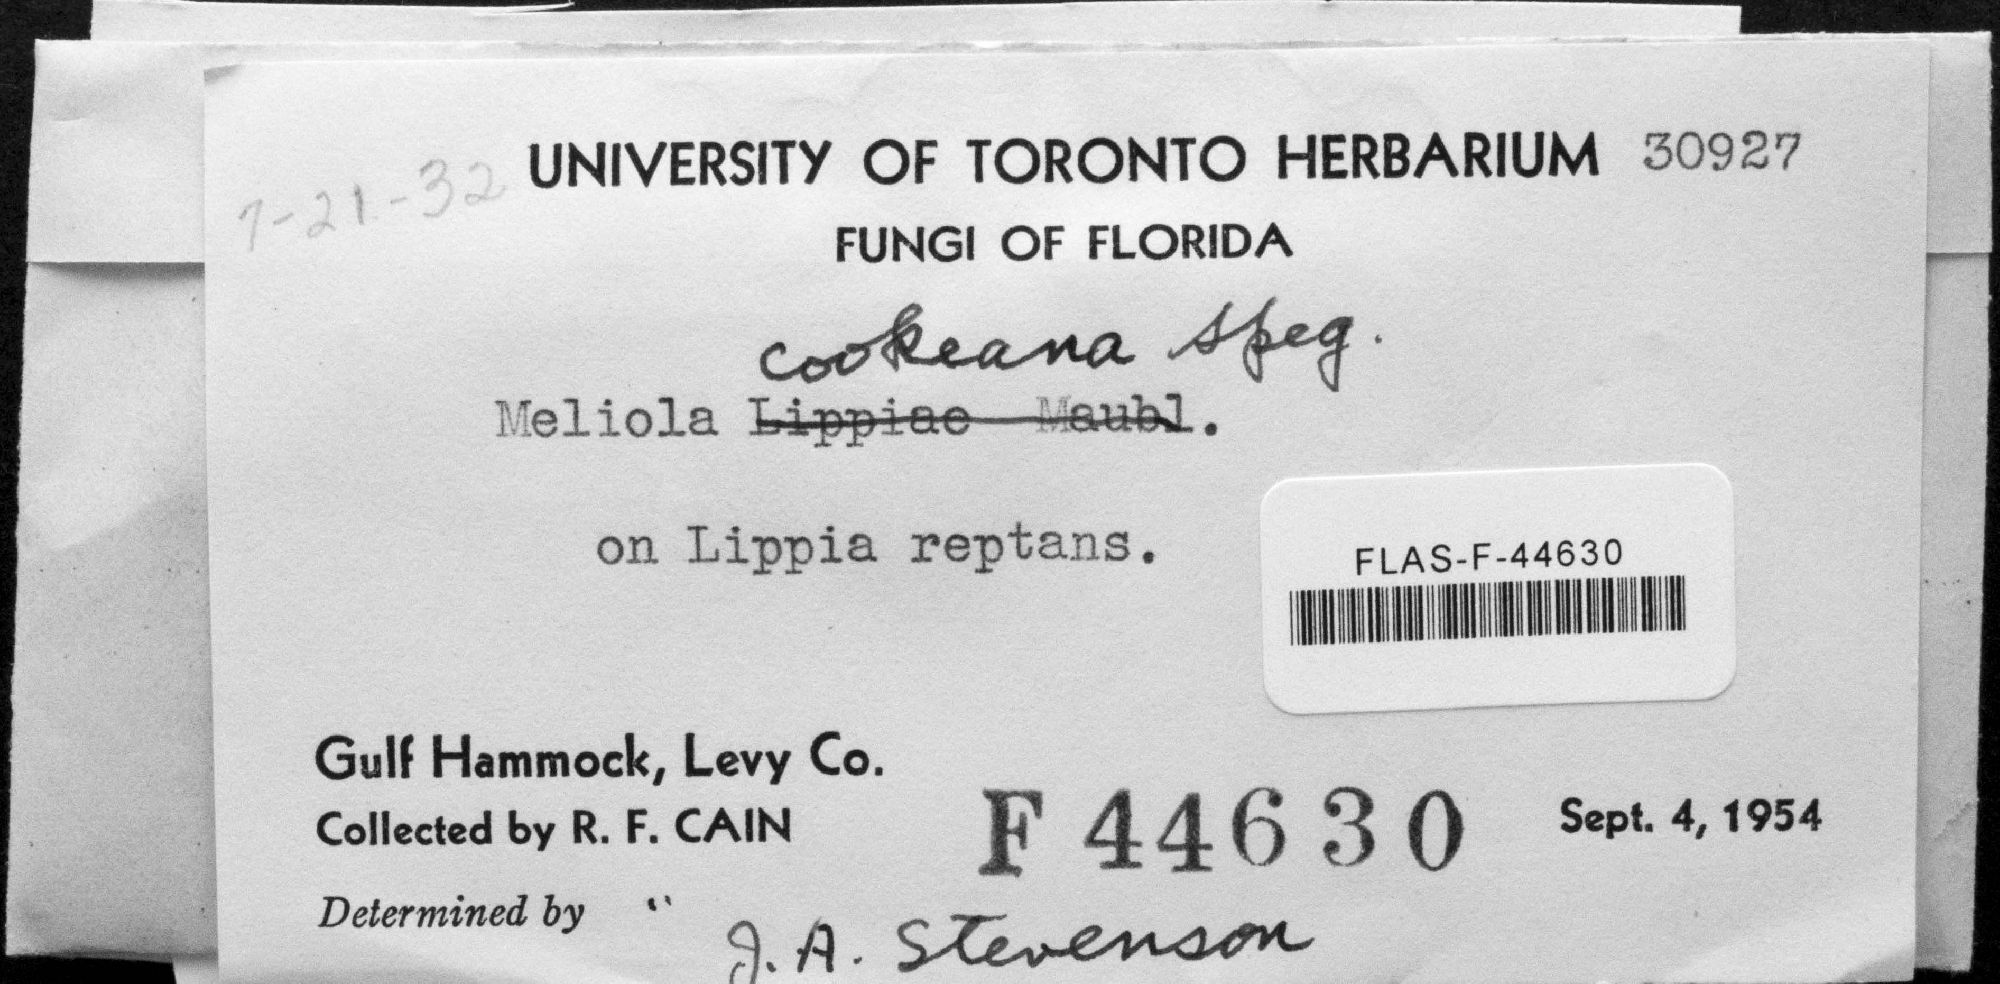 UNIVERSITY OF TORONTO HERBARIUM 30927
7-21-32
FUNGI OF FLORIDA
cookeana Speg.
Meliola Lippiae Maubl.
on Lippia reptans.
FLAS-F-44630
Gulf Hammock, Levy Co.
Collected by R. F. CAIN
F 44630
Sept. 4, 1954
Determined by "
J. A. Stevenson